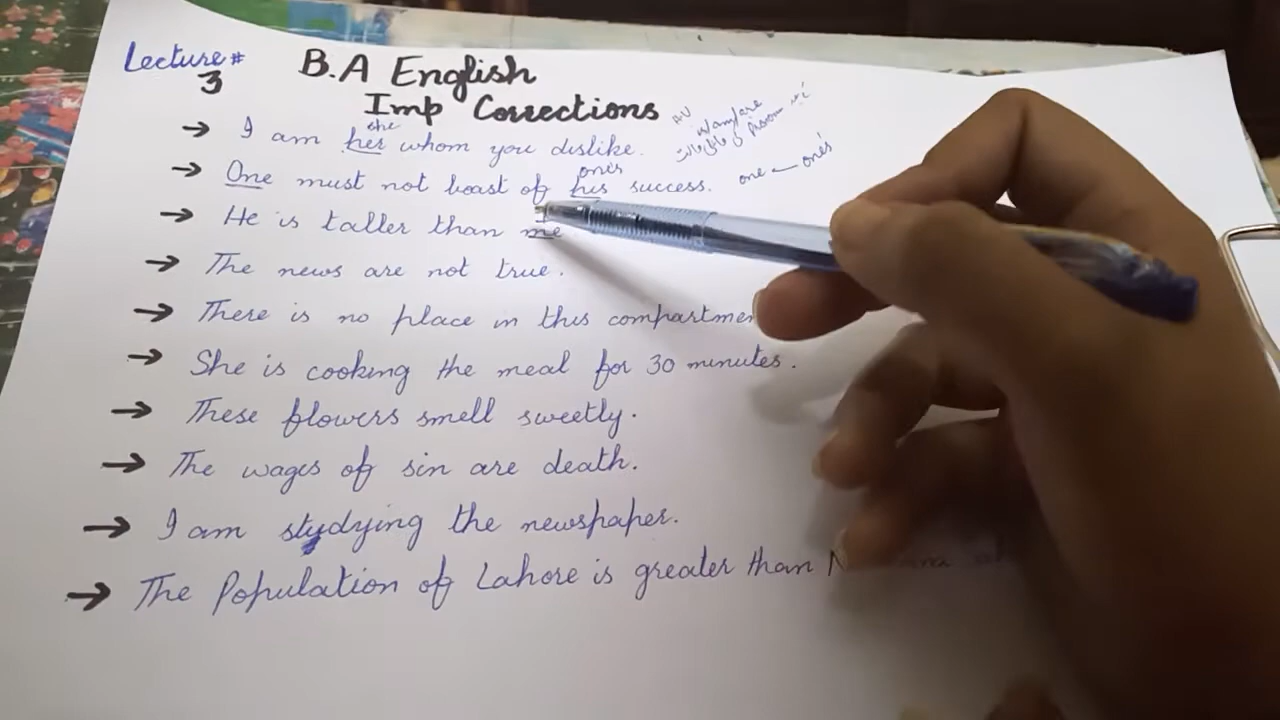 Lecture #
3
B.A English
Imp Corrections
she
→ I am her whom you dislike.
one's
→ One must not boast of his success. one — one's
I
→ He is taller than me
→ The news are not true.
→ There is no place in this compartmen
→ She is cooking the meal for 30 minutes.
→ These flowers smell sweetly.
→ The wages of sin are death.
→ I am studying the newspaper.
→ The Population of Lahore is greater than